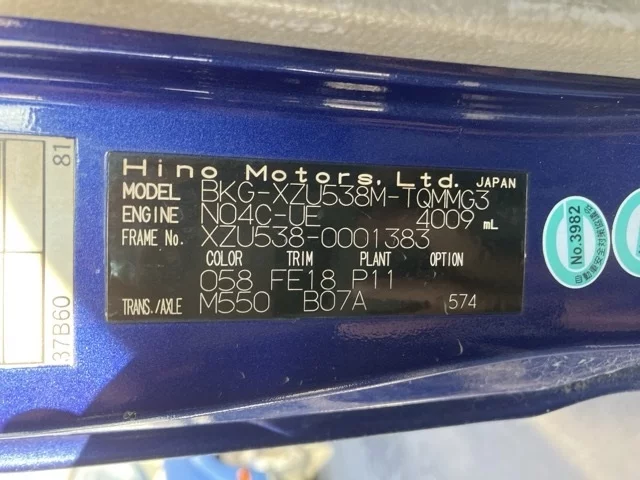 Hino Motors, Ltd. JAPAN
MODEL BKG-XZU538M-TQMMG3
ENGINE N04C-UE 4009 mL
FRAME No. XZU538-0001383
COLOR TRIM PLANT OPTION
058 FE18 P11
TRANS./AXLE M550 B07A 574
81
37B60
No.3982